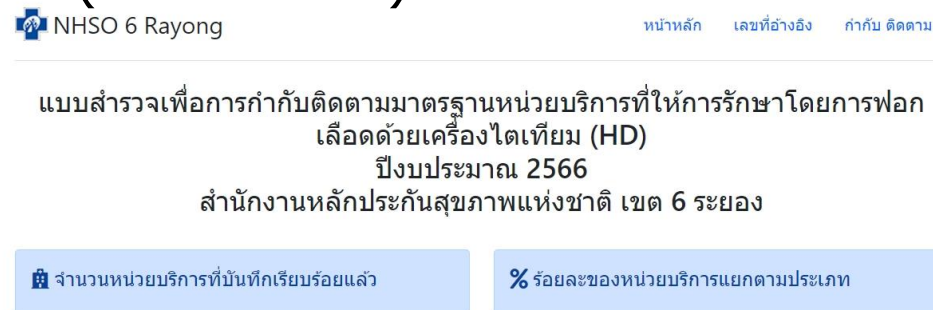 NHSO 6 Rayong
หน้าหลัก เลขที่อ้างอิง กำกับ ติดตาม
แบบสำรวจเพื่อการกำกับติดตามมาตรฐานหน่วยบริการที่ให้การรักษาโดยการฟอก
เลือดด้วยเครื่องไตเทียม (HD)
ปีงบประมาณ 2566
สำนักงานหลักประกันสุขภาพแห่งชาติ เขต 6 ระยอง
จำนวนหน่วยบริการที่บันทึกเรียบร้อยแล้ว
% ร้อยละของหน่วยบริการแยกตามประเภท